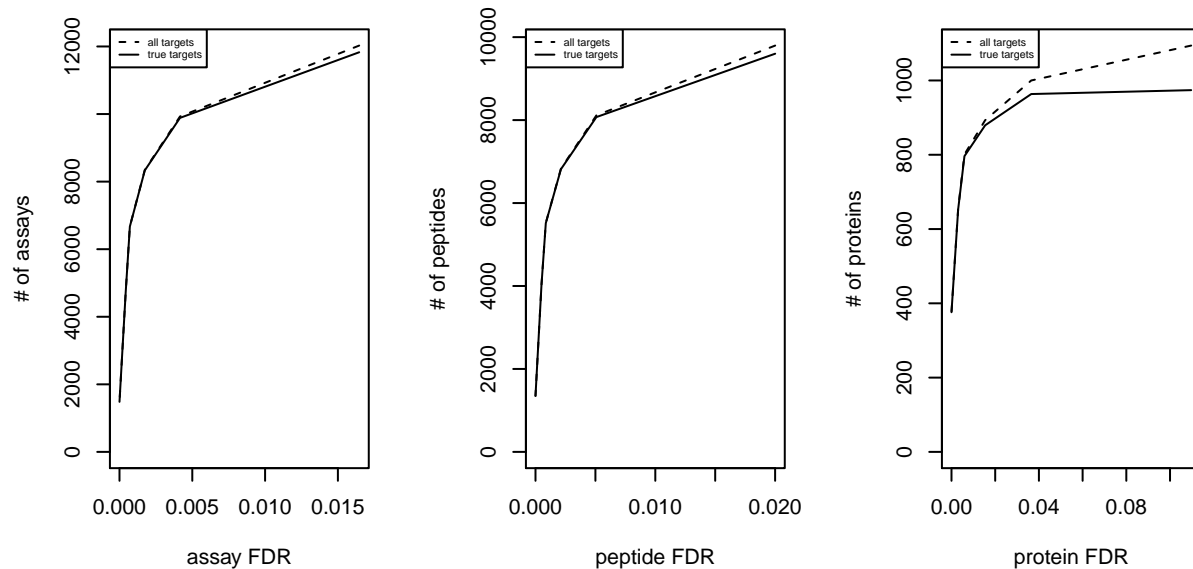 all targets
true targets
# of assays
0
2000
4000
6000
8000
12000
0.000
0.005
0.010
0.015
assay FDR
all targets
true targets
# of peptides
0
2000
4000
6000
8000
10000
0.000
0.010
0.020
peptide FDR
all targets
true targets
# of proteins
0
200
400
600
800
1000
0.00
0.04
0.08
protein FDR